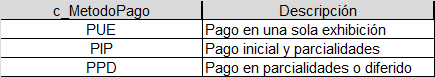 c_MetodoPago Descripción
PUE Pago en una sola exhibición
PIP Pago inicial y parcialidades
PPD Pago en parcialidades o diferido